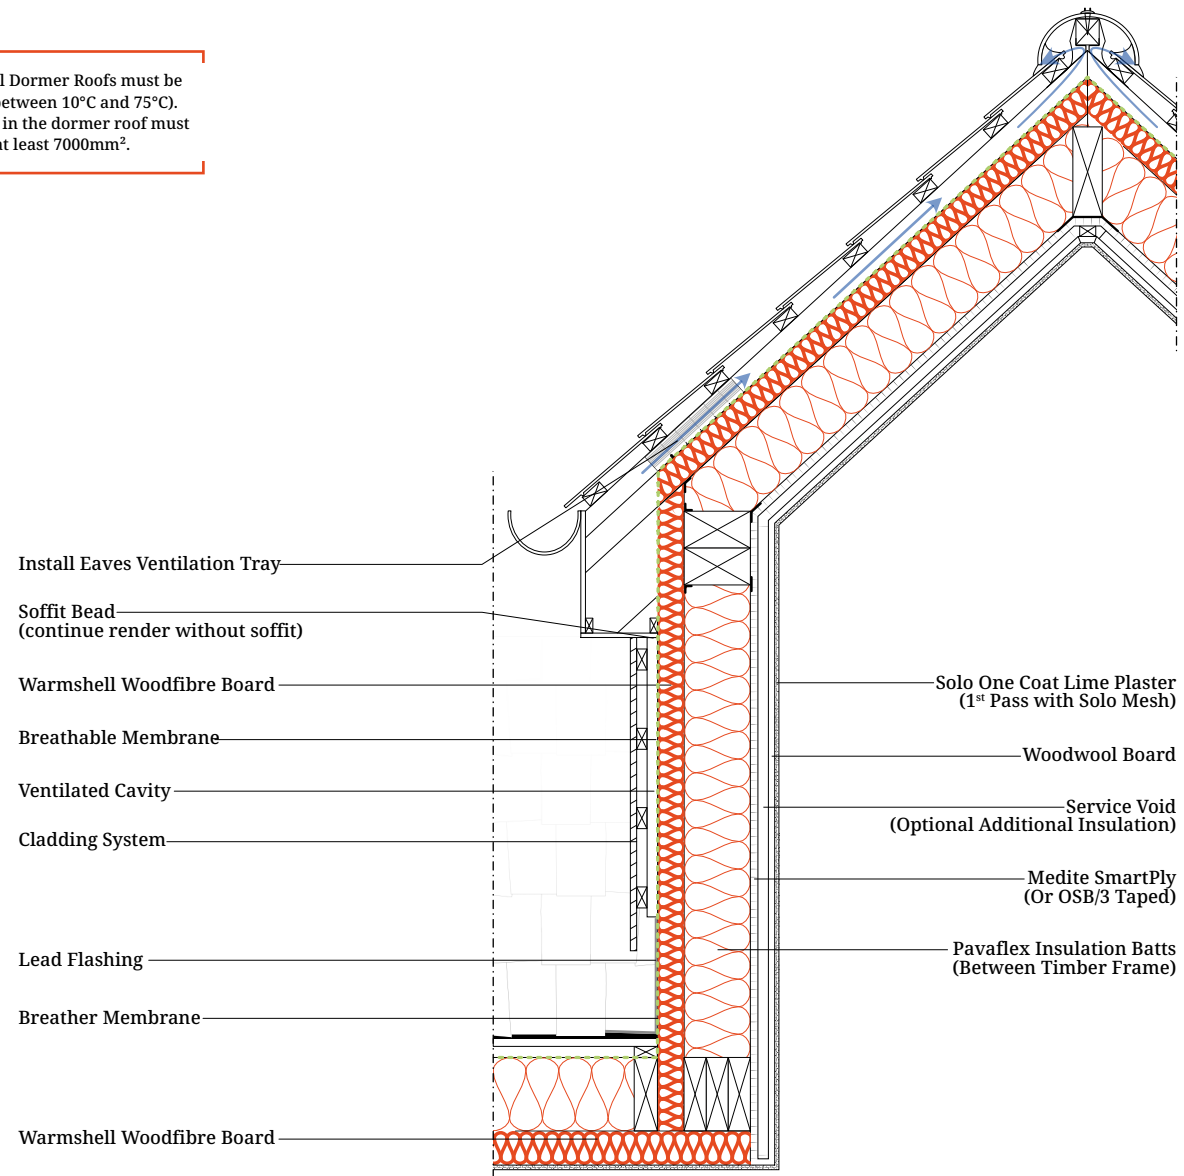 l Dormer Roofs must be
etween 10°C and 75°C).
in the dormer roof must
t least 7000mm².
Install Eaves Ventilation Tray
Soffit Bead
(continue render without soffit)
Warmshell Woodfibre Board
Breathable Membrane
Ventilated Cavity
Cladding System
Lead Flashing
Breather Membrane
Warmshell Woodfibre Board
Solo One Coat Lime Plaster
(1st Pass with Solo Mesh)
Woodwool Board
Service Void
(Optional Additional Insulation)
Medite SmartPly
(Or OSB/3 Taped)
Pavaflex Insulation Batts
(Between Timber Frame)